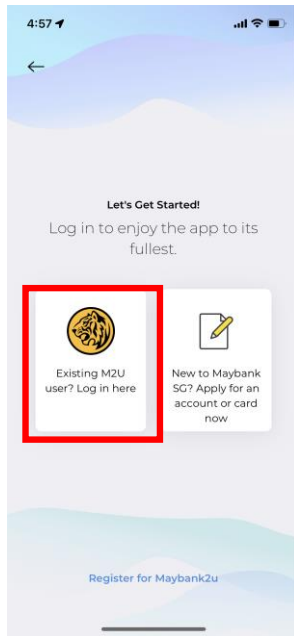 4:57
Let's Get Started!
Log in to enjoy the app to its
fullest.
Existing M2U
user? Log in here
New to Maybank
SG? Apply for an
account or card
now
Register for Maybank2u